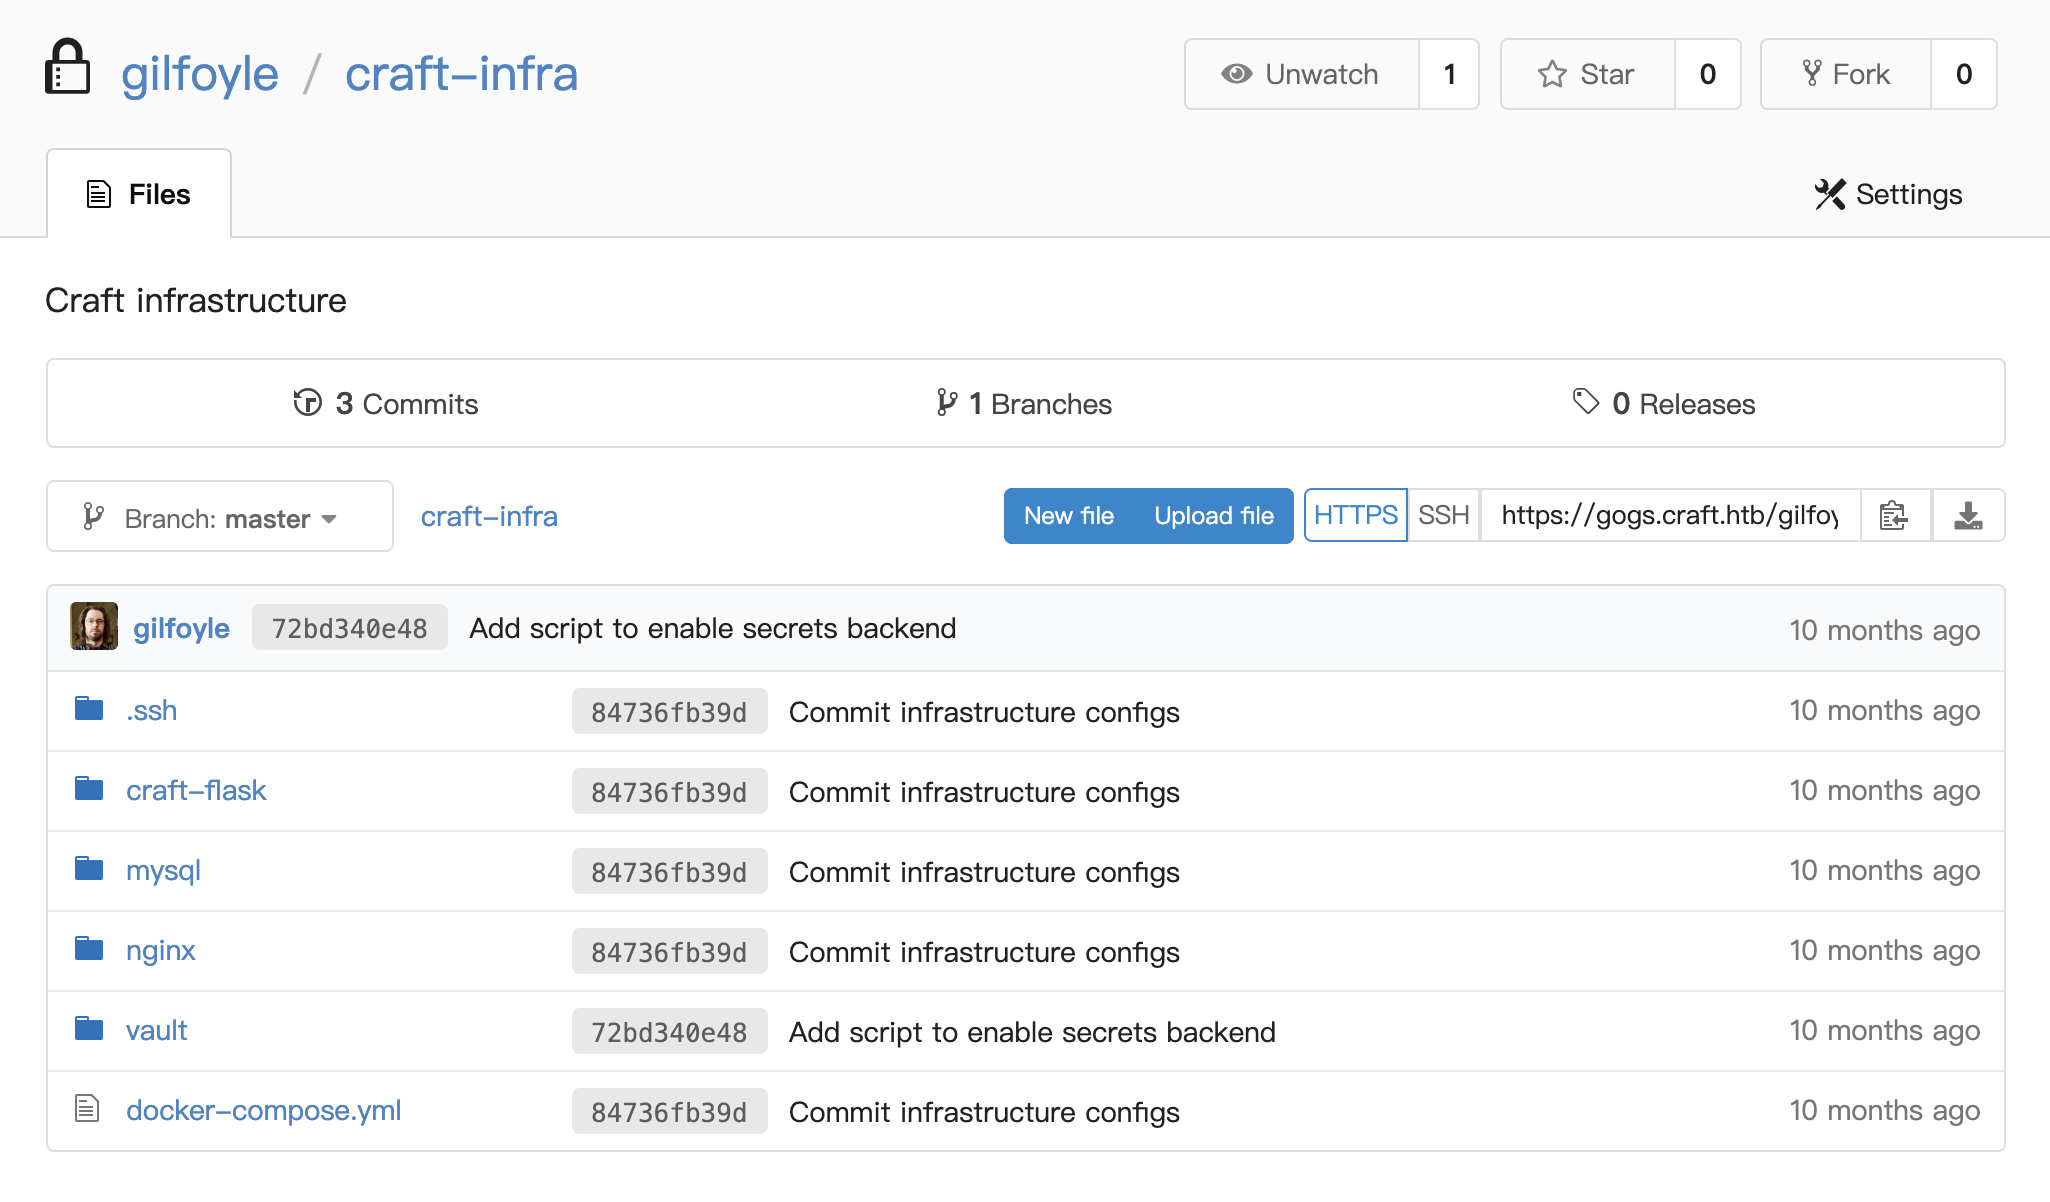 gilfoyle / craft-infra
Unwatch 1 Star 0 Fork 0
Files Settings
Craft infrastructure
3 Commits 1 Branches 0 Releases
Branch: master craft-infra New file Upload file HTTPS SSH https://gogs.craft.htb/gilfoy
gilfoyle 72bd340e48 Add script to enable secrets backend 10 months ago
.ssh 84736fb39d Commit infrastructure configs 10 months ago
craft-flask 84736fb39d Commit infrastructure configs 10 months ago
mysql 84736fb39d Commit infrastructure configs 10 months ago
nginx 84736fb39d Commit infrastructure configs 10 months ago
vault 72bd340e48 Add script to enable secrets backend 10 months ago
docker-compose.yml 84736fb39d Commit infrastructure configs 10 months ago